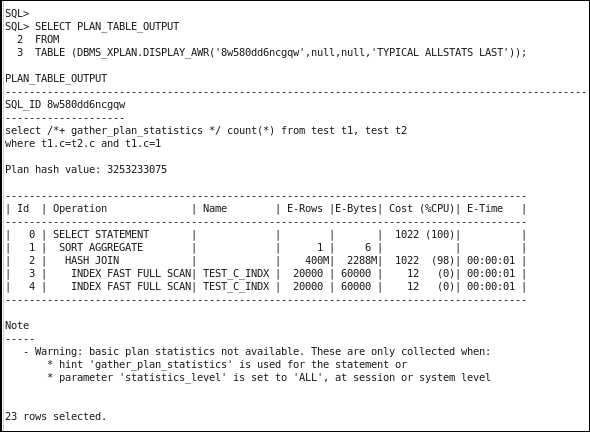 SQL>
SQL> SELECT PLAN_TABLE_OUTPUT
  2  FROM
  3  TABLE (DBMS_XPLAN.DISPLAY_AWR('8w580dd6ncgqw',null,null,'TYPICAL ALLSTATS LAST'));
PLAN_TABLE_OUTPUT
------------------------------------------------------------------------------------------------
SQL_ID 8w580dd6ncgqw
--------------------
select /*+ gather_plan_statistics */ count(*) from test t1, test t2
where t1.c=t2.c and t1.c=1
Plan hash value: 3253233075
---------------------------------------------------------------------------------------
| Id  | Operation              | Name        | E-Rows |E-Bytes| Cost (%CPU)| E-Time   |
---------------------------------------------------------------------------------------
|   0 | SELECT STATEMENT       |             |        |       |  1022 (100)|          |
|   1 |  SORT AGGREGATE        |             |      1 |     6 |            |          |
|   2 |   HASH JOIN            |             |    400M|  2288M|  1022  (98)| 00:00:01 |
|   3 |    INDEX FAST FULL SCAN| TEST_C_INDX |  20000 | 60000 |    12   (0)| 00:00:01 |
|   4 |    INDEX FAST FULL SCAN| TEST_C_INDX |  20000 | 60000 |    12   (0)| 00:00:01 |
---------------------------------------------------------------------------------------
Note
-----
   - Warning: basic plan statistics not available. These are only collected when:
       * hint 'gather_plan_statistics' is used for the statement or
       * parameter 'statistics_level' is set to 'ALL', at session or system level
23 rows selected.